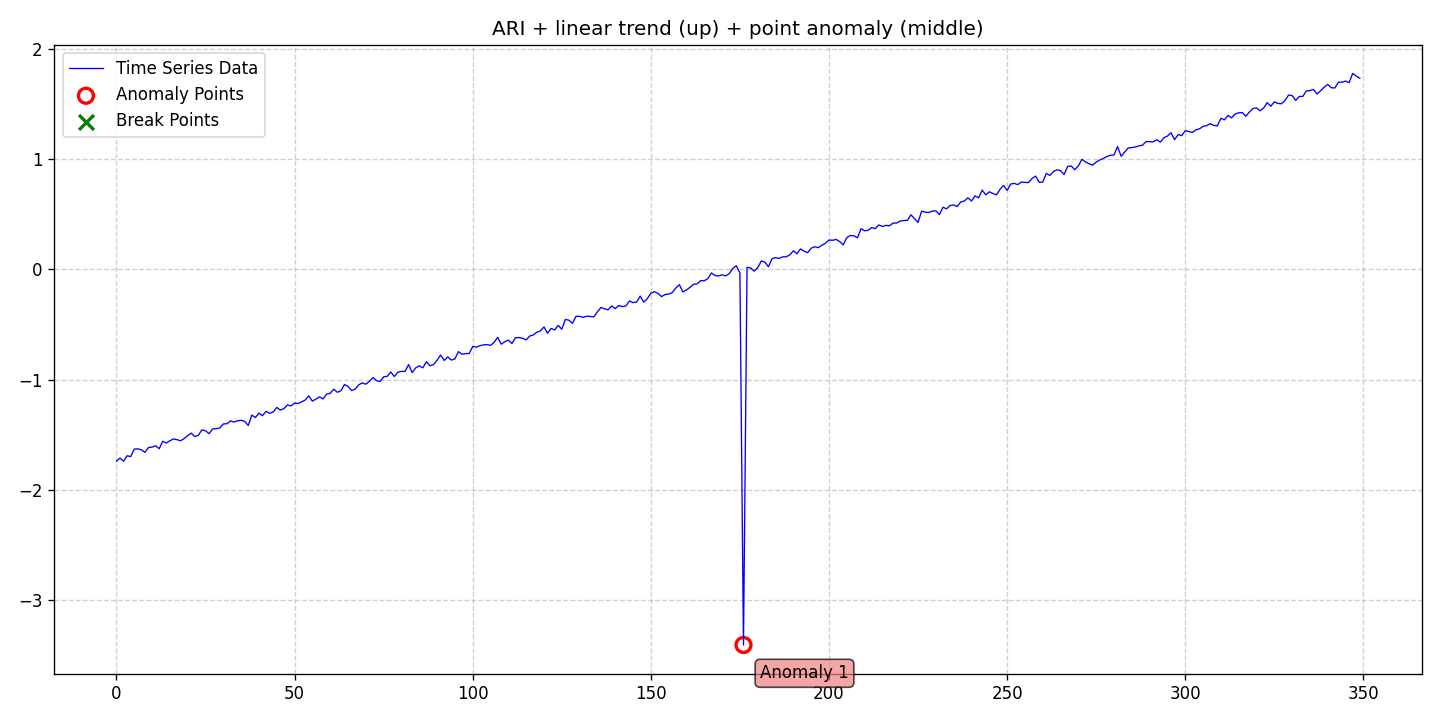 ARI + linear trend (up) + point anomaly (middle)
Time Series Data
Anomaly Points
Break Points
2
1
0
−1
−2
−3
Anomaly 1
0 50 100 150 200 250 300 350